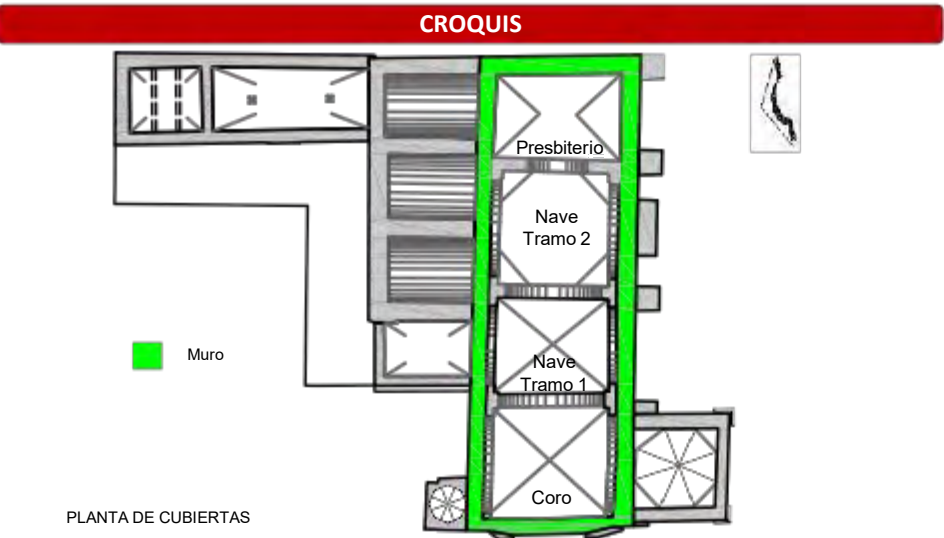 CROQUIS
Presbiterio
Nave
Tramo 2
Muro
Nave
Tramo 1
Coro
PLANTA DE CUBIERTAS